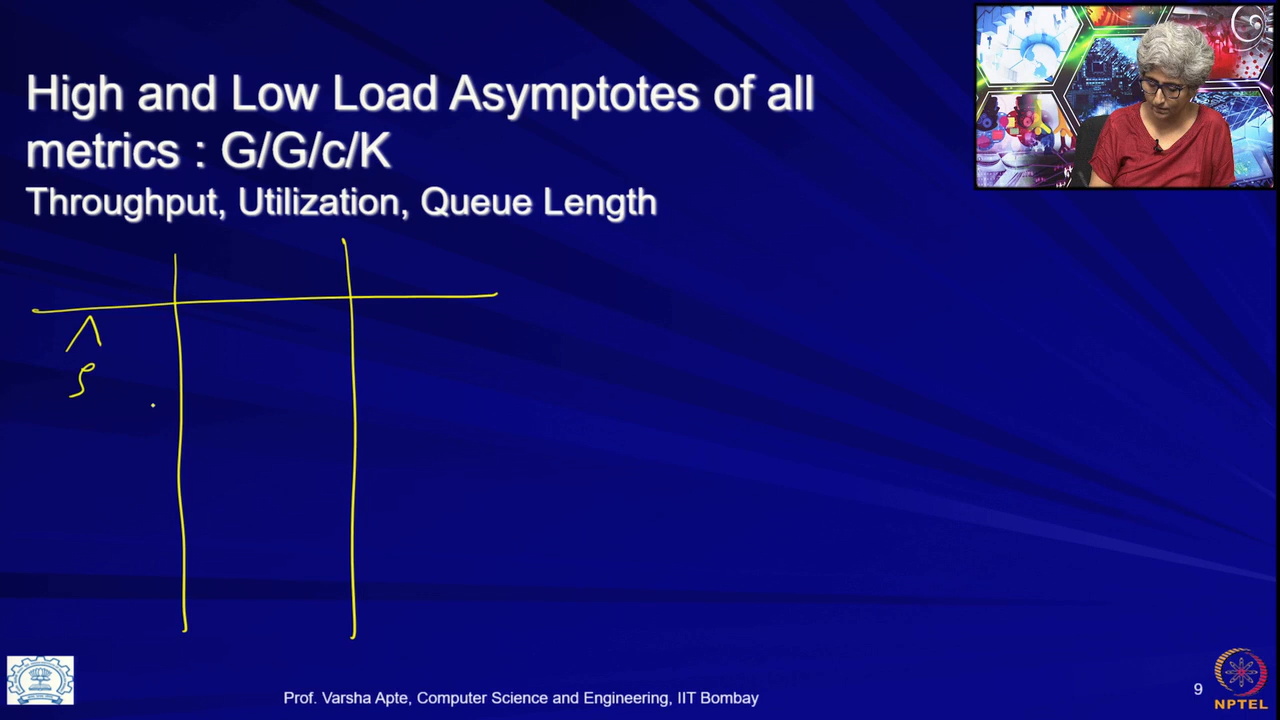 High and Low Load Asymptotes of all
metrics : G/G/c/K
Throughput, Utilization, Queue Length
Λ
ρ
Prof. Varsha Apte, Computer Science and Engineering, IIT Bombay
9
NPTEL